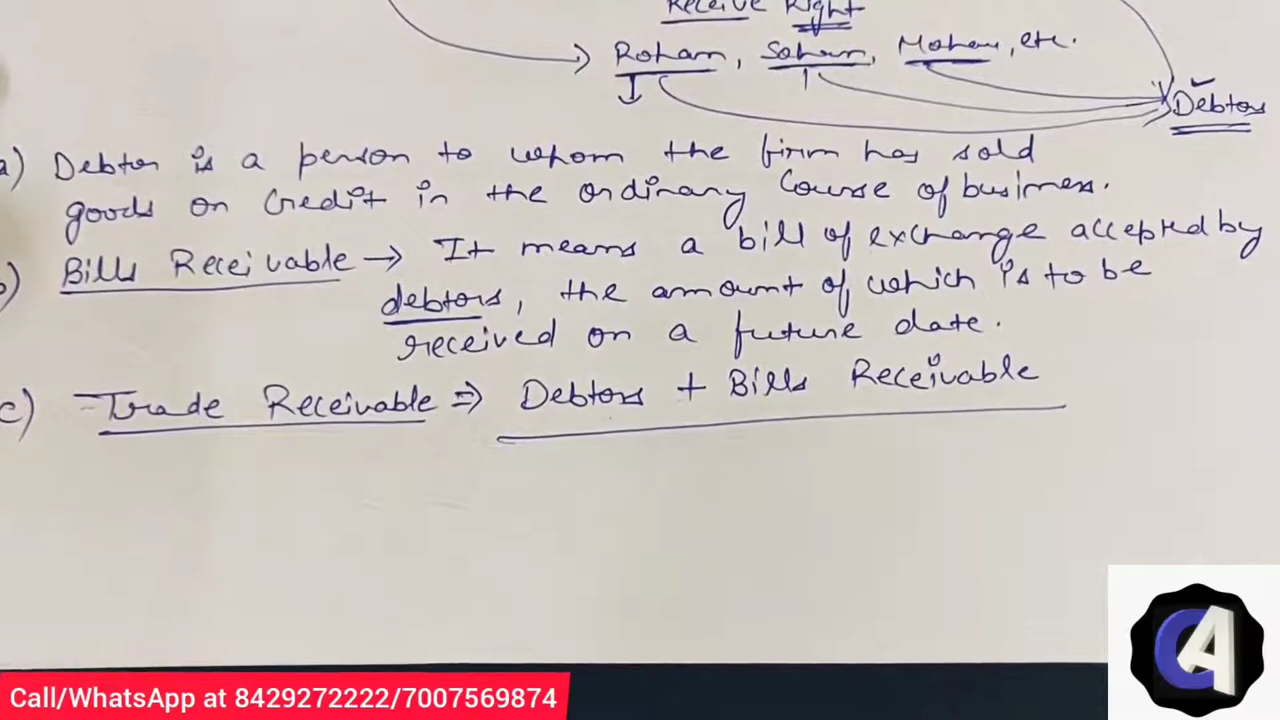 Receive Right
Rohan, Sohan, Mohan, etc.
Debtors
a) Debtor is a person to whom the firm has sold
goods on credit in the ordinary course of business.
b) Bills Receivable → It means a bill of exchange accepted by
debtors, the amount of which is to be
received on a future date.
c) Trade Receivable ⇒ Debtors + Bills Receivable
CA
Call/WhatsApp at 8429272222/7007569874